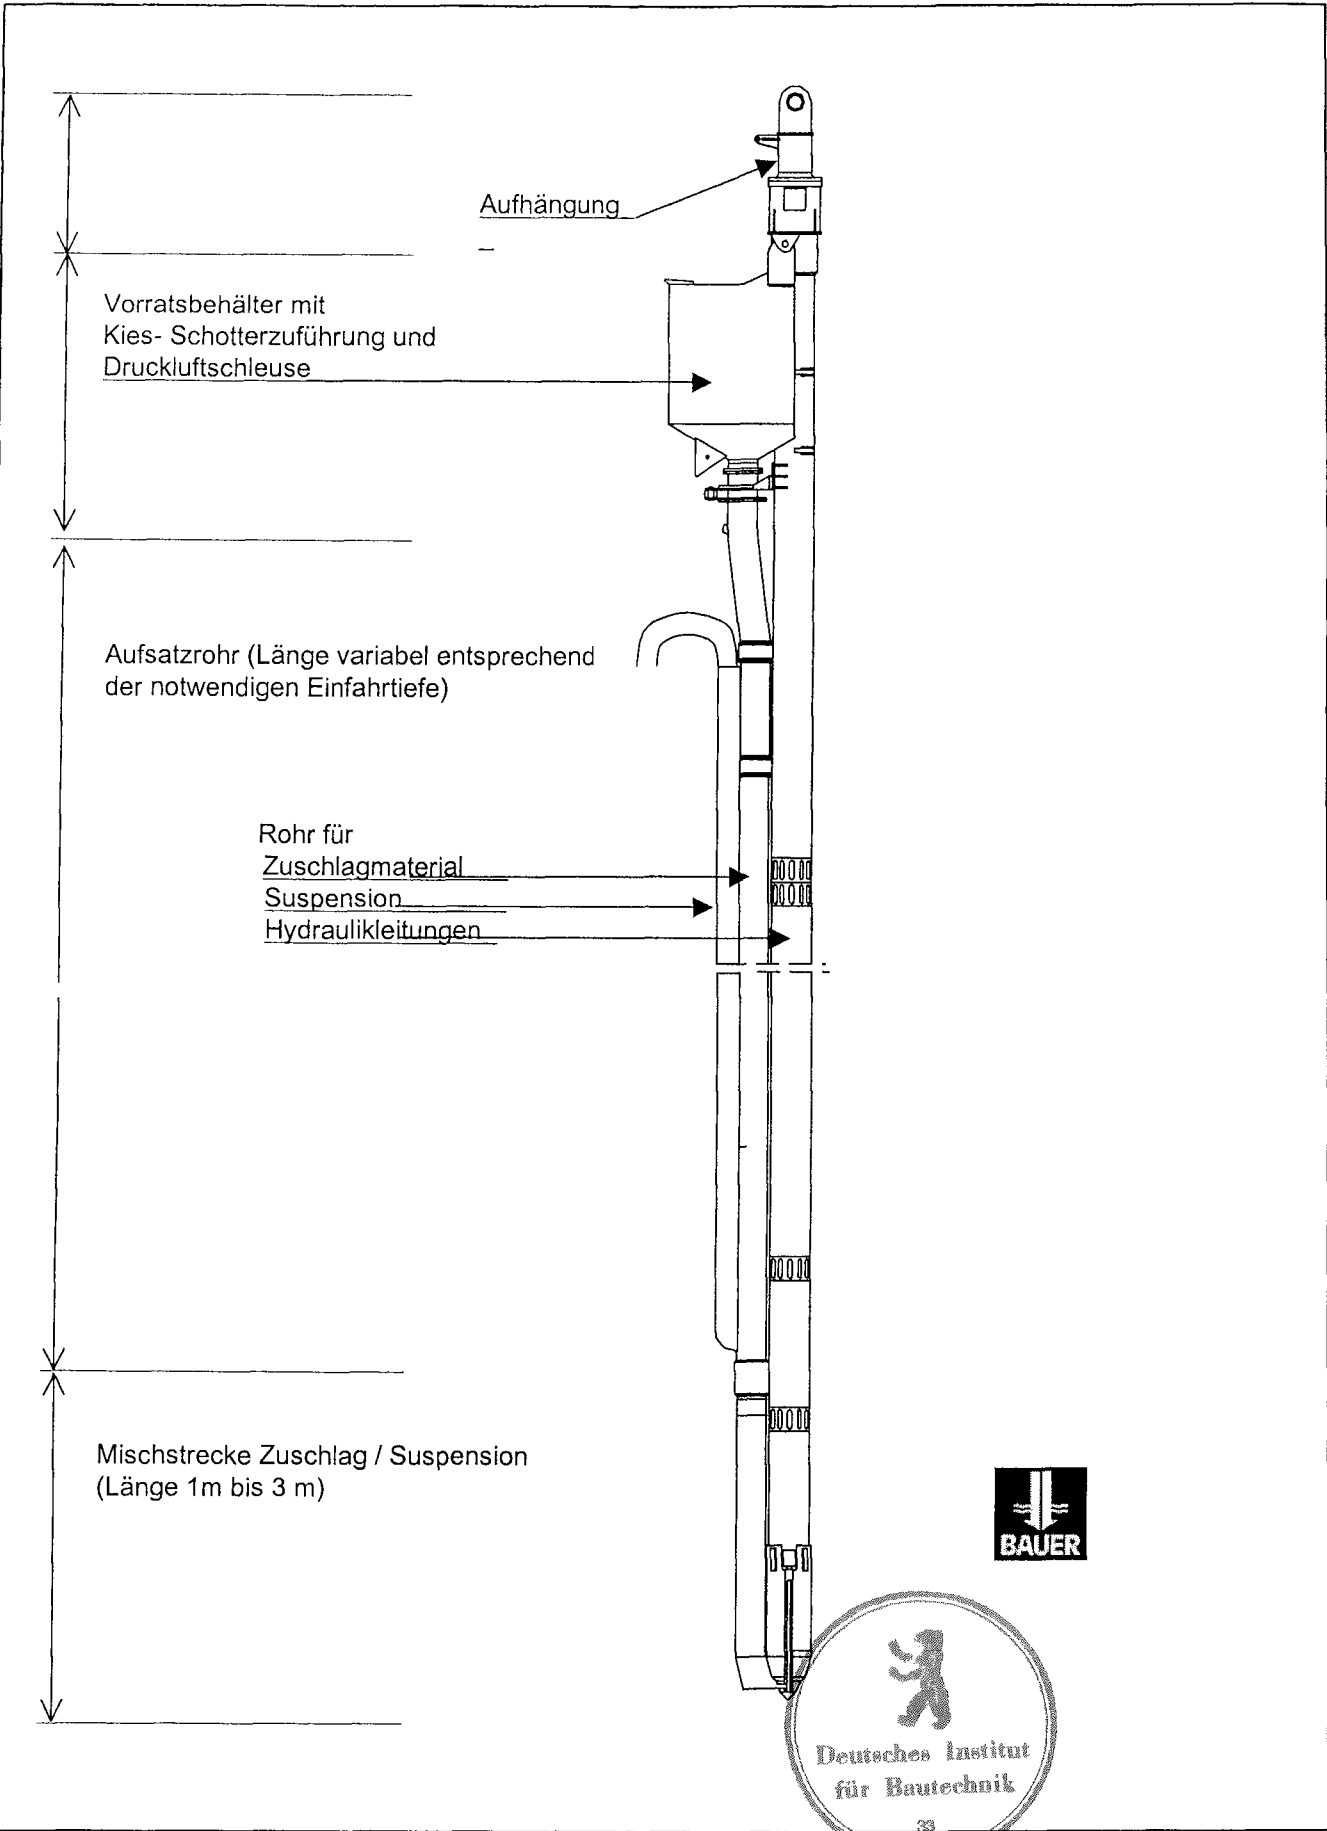 Aufhängung
Vorratsbehälter mit
Kies- Schotterzuführung und
Druckluftschleuse
Aufsatzrohr (Länge variabel entsprechend
der notwendigen Einfahrtiefe)
Rohr für
Zuschlagmaterial
Suspension
Hydraulikleitungen
Mischstrecke Zuschlag / Suspension
(Länge 1m bis 3 m)
BAUER
Deutsches Institut
für Bautechnik
33